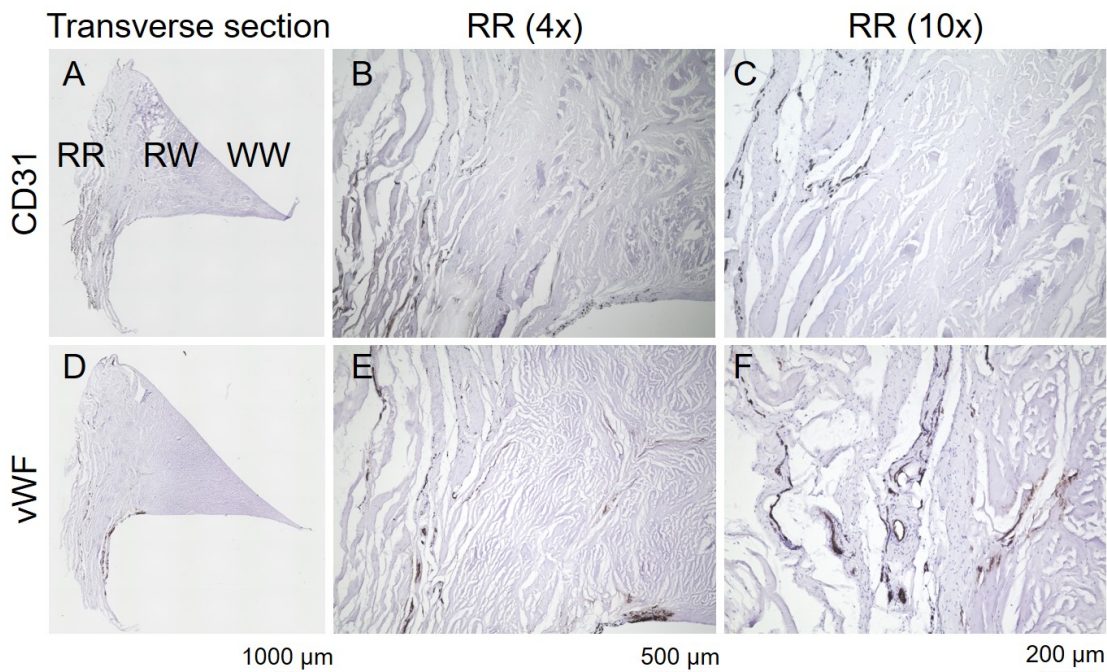 Transverse section RR (4x) RR (10x)
CD31
A B C
RR RW WW
vWF
D E F
1000 µm 500 µm 200 µm